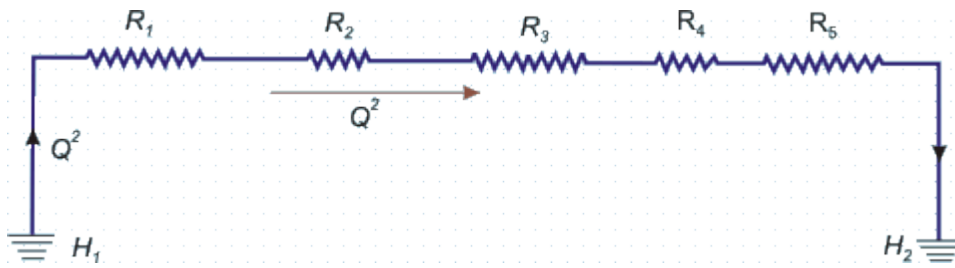 R₁ R₂ R₃ R₄ R₅
Q²
Q²
H₁ H₂